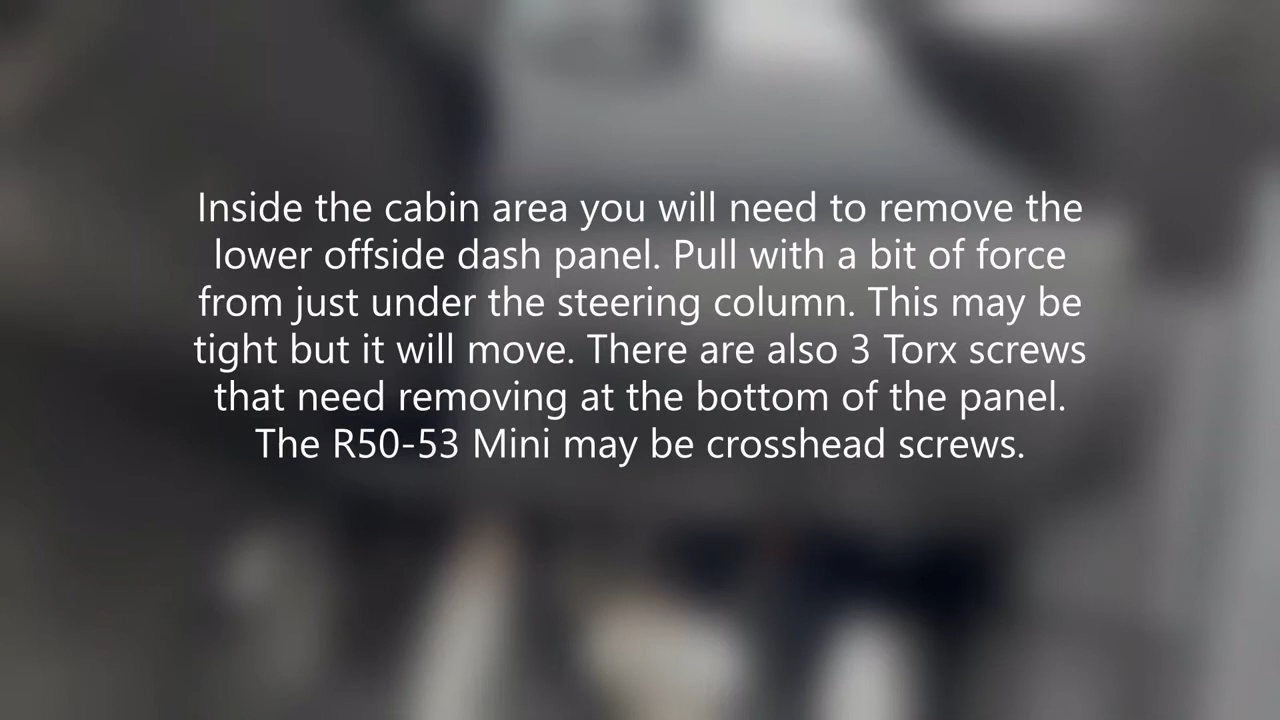 Inside the cabin area you will need to remove the
lower offside dash panel. Pull with a bit of force
from just under the steering column. This may be
tight but it will move. There are also 3 Torx screws
that need removing at the bottom of the panel.
The R50-53 Mini may be crosshead screws.